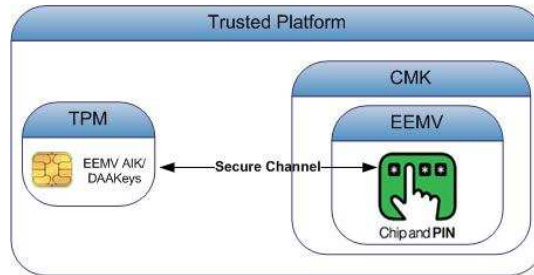 Trusted Platform
CMK
TPM
EEMV
EEMV AIK/
DAAKeys
Secure Channel
Chip and PIN